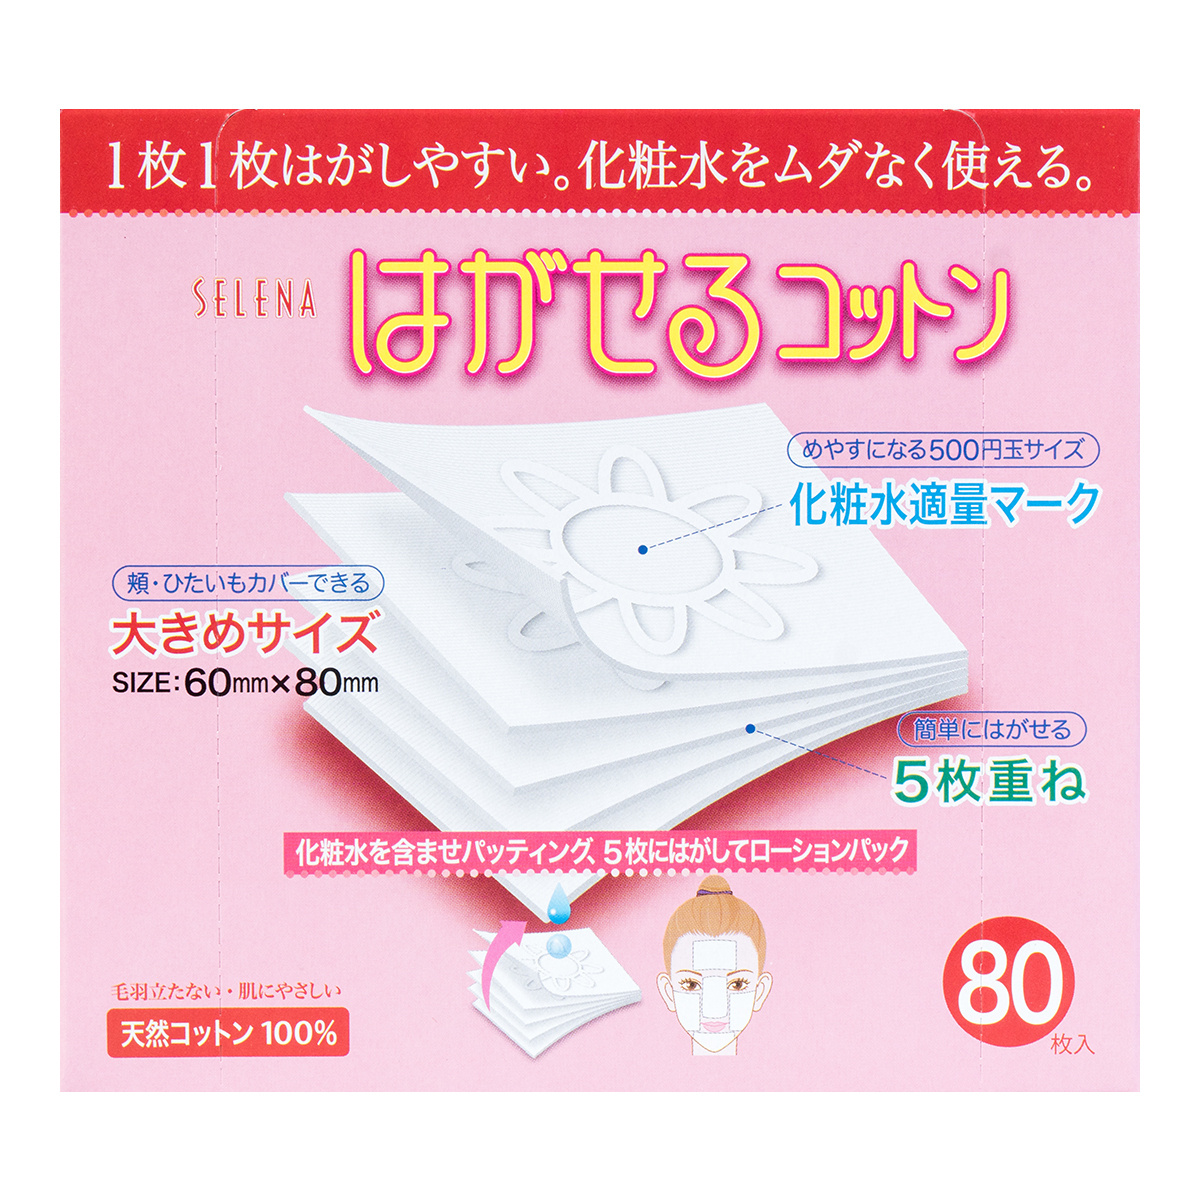 1枚1枚はがしやすい。化粧水をムダなく使える。
SELENA
はがせるコットン
めやすになる500円玉サイズ
化粧水適量マーク
頬・ひたいもカバーできる
大きめサイズ
SIZE:60mm×80mm
簡単にはがせる
5枚重ね
化粧水を含ませパッティング、5枚にはがしてローションパック
毛羽立たない・肌にやさしい
天然コットン100%
80
枚入